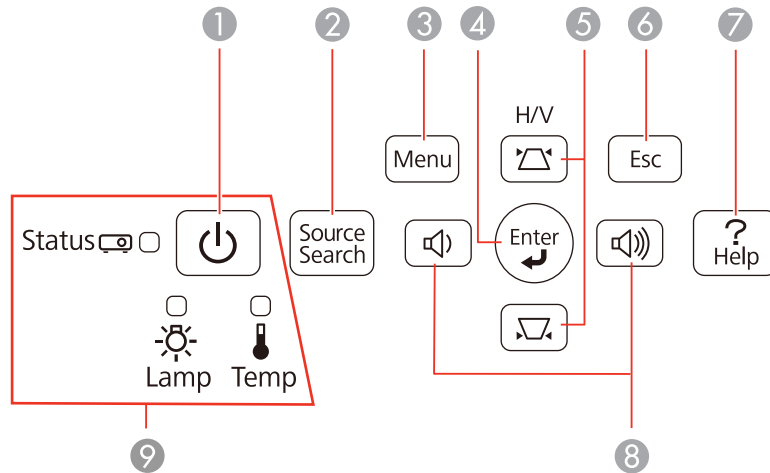 1 2 3 4 5 6 7
H/V
Menu
Esc
Status
Source
Search
Enter
?
Help
Lamp Temp
9 8